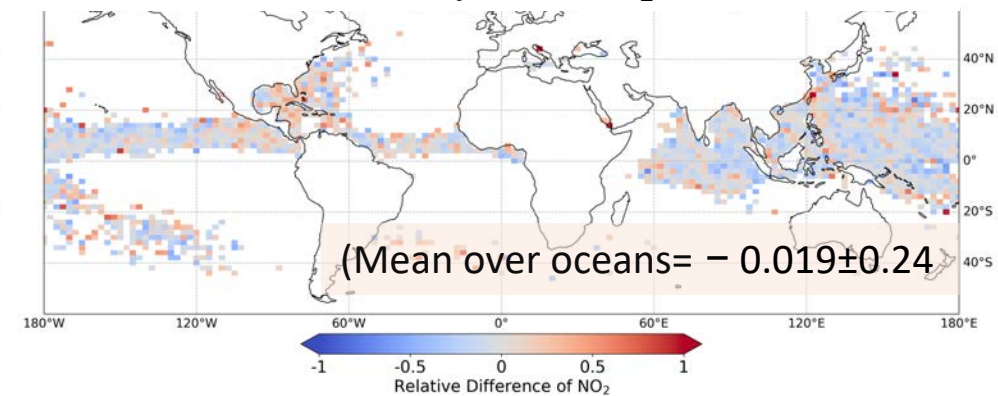 40°N
20°N
0°
20°S
(Mean over oceans= − 0.019±0.24
40°S
180°W 120°W 60°W 0° 60°E 120°E 180°E
-1 -0.5 0 0.5 1
Relative Difference of NO₂